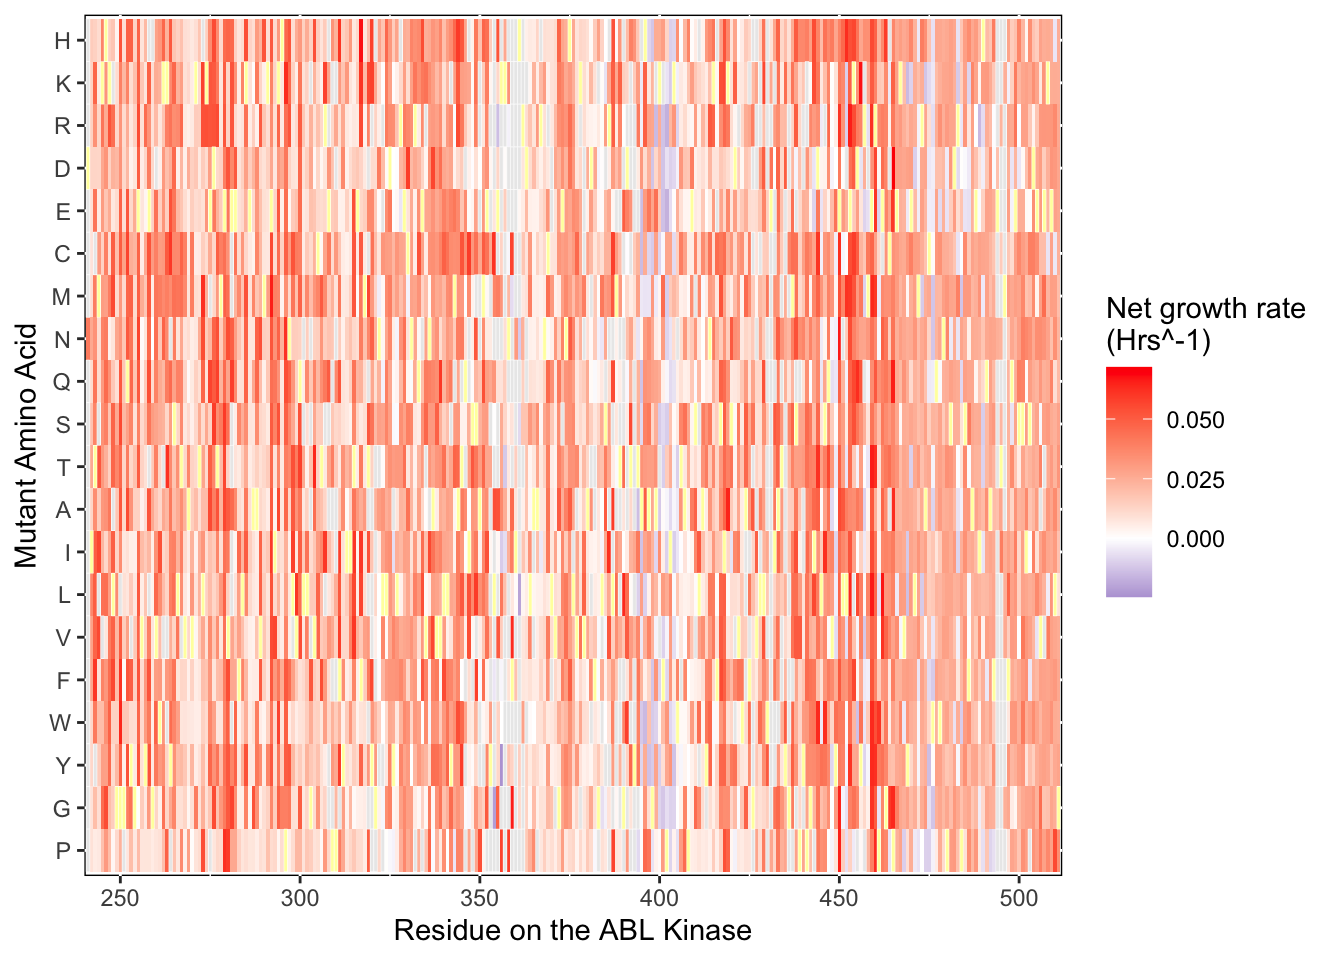 Mutant Amino Acid
H
K
R
D
E
C
M
N
Q
S
T
A
I
L
V
F
W
Y
G
P
250 300 350 400 450 500
Residue on the ABL Kinase
Net growth rate
(Hrs^-1)
0.050
0.025
0.000